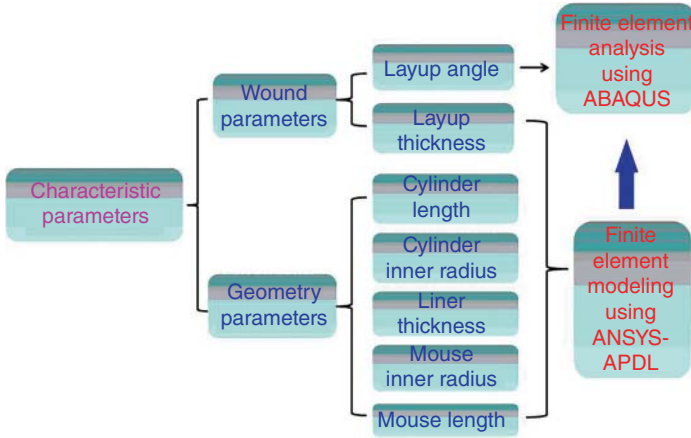 Characteristic
parameters
Wound
parameters
Geometry
parameters
Layup angle
Layup
thickness
Cylinder
length
Cylinder
inner radius
Liner
thickness
Mouse
inner radius
Mouse length
Finite element
analysis
using
ABAQUS
Finite
element
modeling
using
ANSYS-
APDL